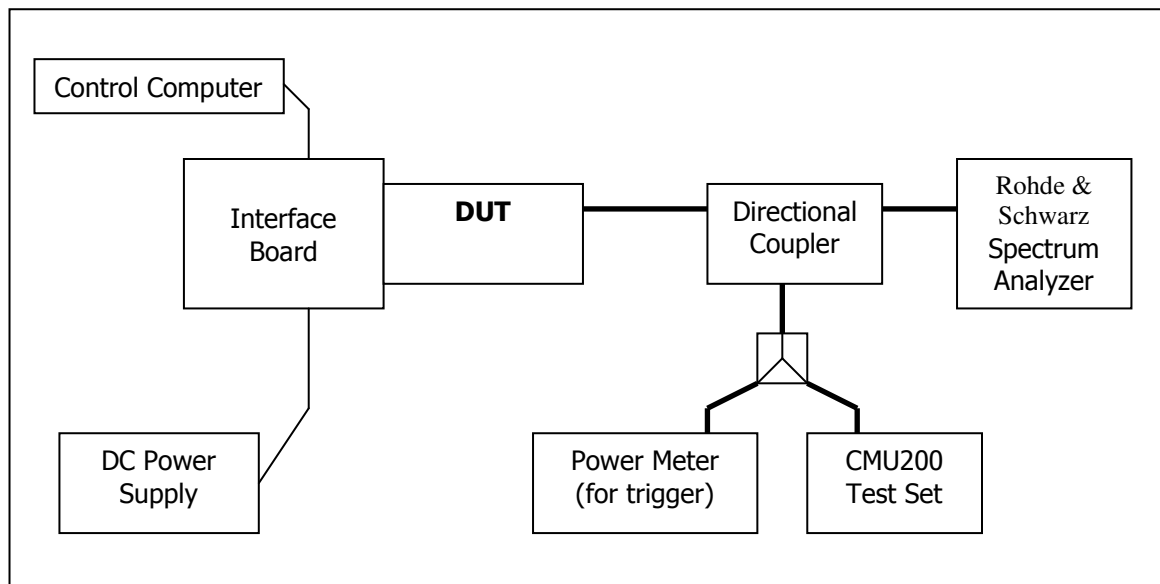 Control Computer
Interface
Board
DUT
Directional
Coupler
Rohde &
Schwarz
Spectrum
Analyzer
DC Power
Supply
Power Meter
(for trigger)
CMU200
Test Set